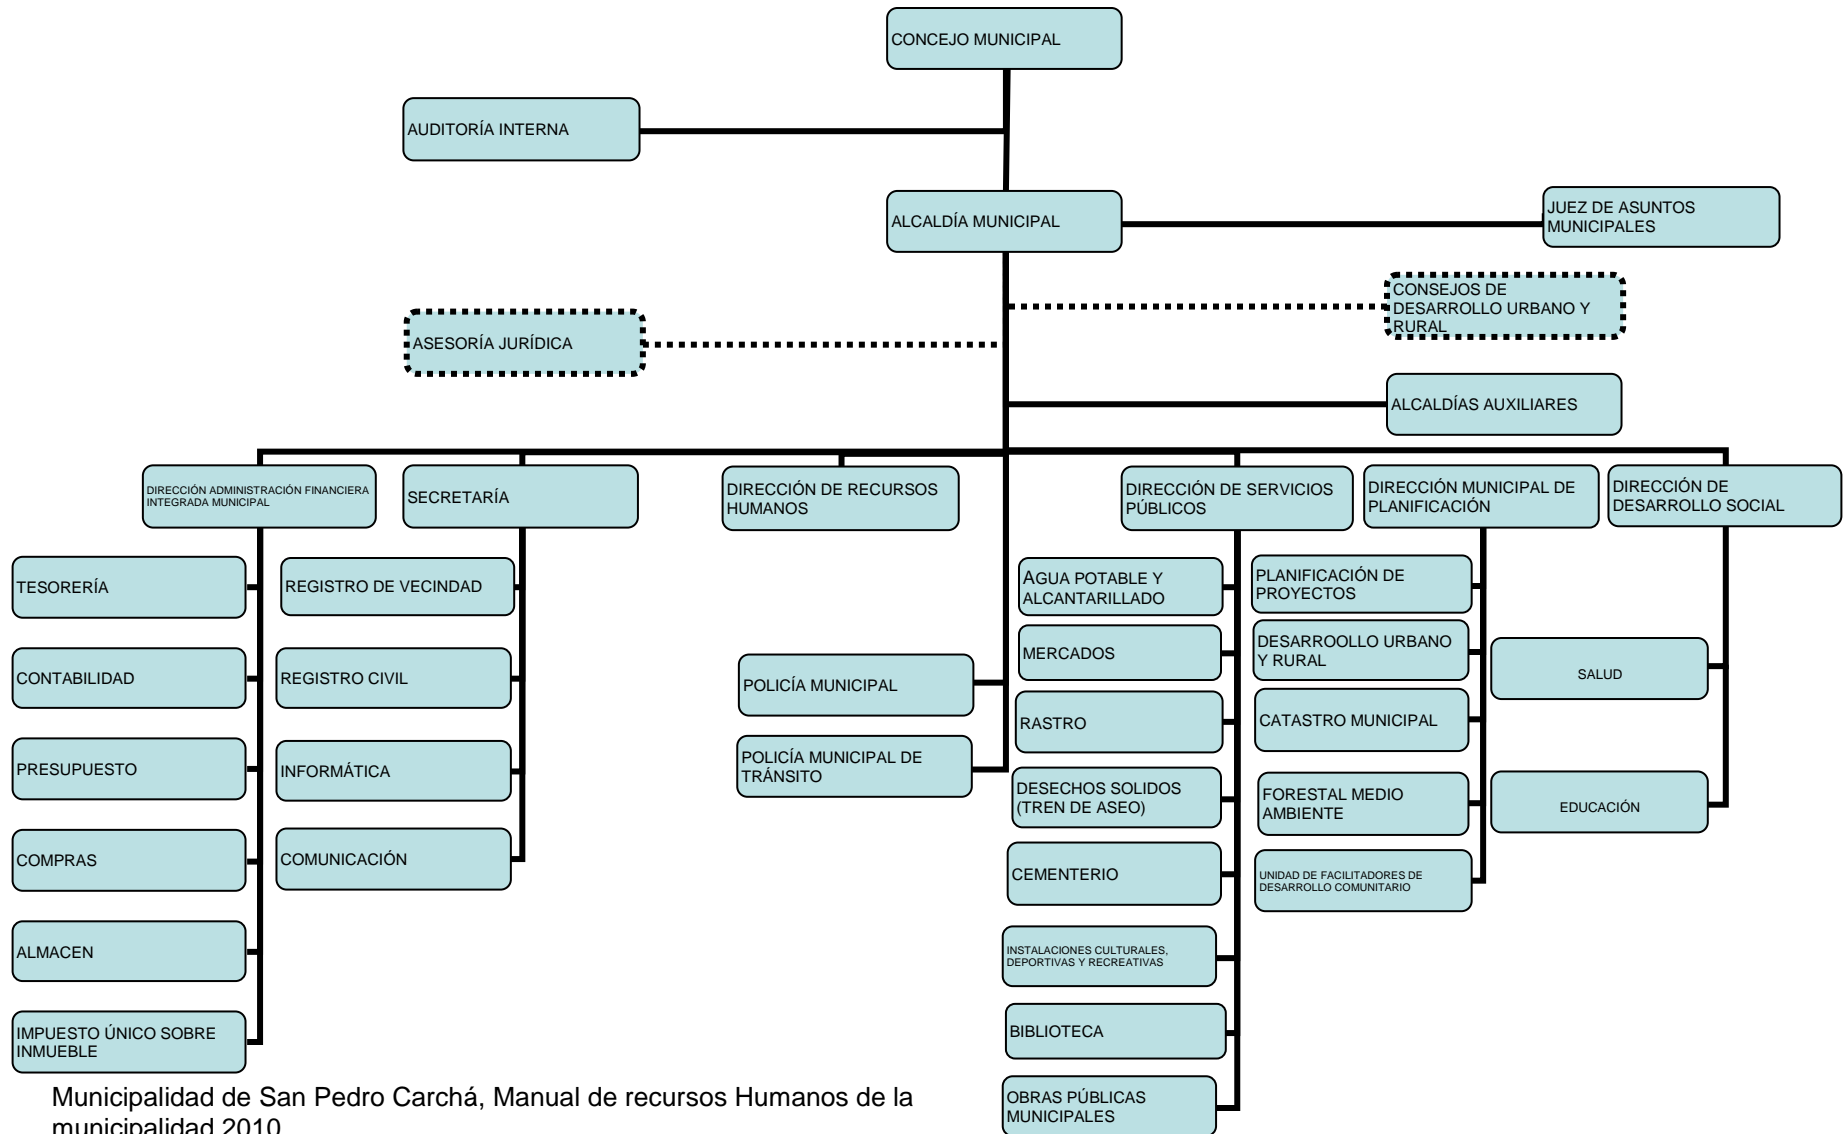 CONCEJO MUNICIPAL
AUDITORÍA INTERNA
ALCALDÍA MUNICIPAL
JUEZ DE ASUNTOS
MUNICIPALES
CONSEJOS DE
DESARROLLO URBANO Y
RURAL
ASESORÍA JURÍDICA
ALCALDÍAS AUXILIARES
DIRECCIÓN ADMINISTRACIÓN FINANCIERA
INTEGRADA MUNICIPAL
SECRETARÍA
DIRECCIÓN DE RECURSOS
HUMANOS
DIRECCIÓN DE SERVICIOS
PÚBLICOS
DIRECCIÓN MUNICIPAL DE
PLANIFICACIÓN
DIRECCIÓN DE
DESARROLLO SOCIAL
TESORERÍA
CONTABILIDAD
PRESUPUESTO
COMPRAS
ALMACEN
IMPUESTO ÚNICO SOBRE
INMUEBLE
REGISTRO DE VECINDAD
REGISTRO CIVIL
INFORMÁTICA
COMUNICACIÓN
POLICÍA MUNICIPAL
POLICÍA MUNICIPAL DE
TRÁNSITO
AGUA POTABLE Y
ALCANTARILLADO
MERCADOS
RASTRO
DESECHOS SOLIDOS
(TREN DE ASEO)
CEMENTERIO
INSTALACIONES CULTURALES,
DEPORTIVAS Y RECREATIVAS
BIBLIOTECA
OBRAS PÚBLICAS
MUNICIPALES
PLANIFICACIÓN DE
PROYECTOS
DESARROOLLO URBANO
Y RURAL
CATASTRO MUNICIPAL
FORESTAL MEDIO
AMBIENTE
UNIDAD DE FACILITADORES DE
DESARROLLO COMUNITARIO
SALUD
EDUCACIÓN
Municipalidad de San Pedro Carchá, Manual de recursos Humanos de la
municipalidad 2010